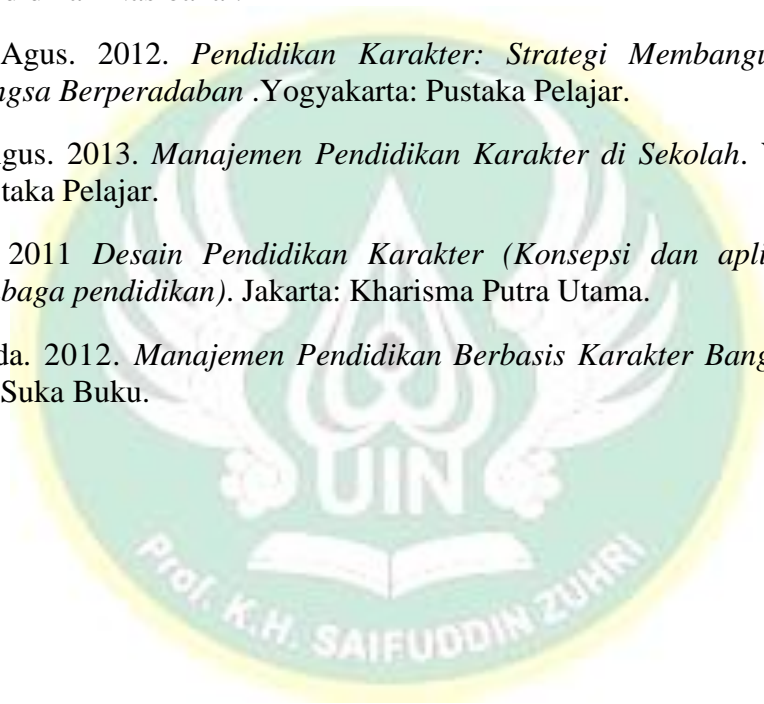 Agus. 2012. Pendidikan Karakter: Strategi Membangu
ngsa Berperadaban .Yogyakarta: Pustaka Pelajar.
gus. 2013. Manajemen Pendidikan Karakter di Sekolah.
taka Pelajar.
2011 Desain Pendidikan Karakter (Konsepsi dan apli
baga pendidikan). Jakarta: Kharisma Putra Utama.
da. 2012. Manajemen Pendidikan Berbasis Karakter Bang
Suka Buku.
UIN
Prof. K.H. SAIFUDDIN ZUHRI